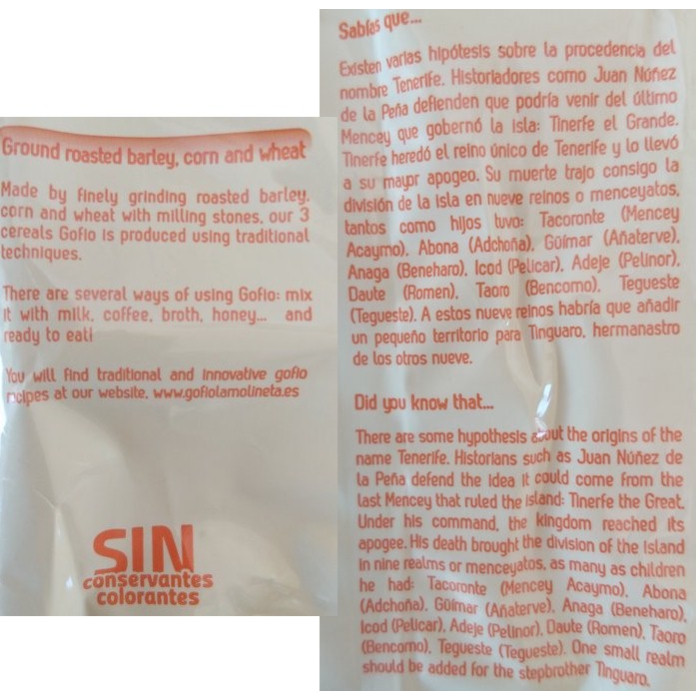 Ground roasted barley, corn and wheat
Made by finely grinding roasted barley,
corn and wheat with milling stones, our 3
cereals Gofio is produced using traditional
techniques.
There are several ways of using Gofio: mix
it with milk, coffee, broth, honey... and
ready to eat!
You will find traditional and innovative gofio
recipes at our website, www.gofiolamolineta.es
SIN
conservantes
colorantes
Sabías que...
Existen varias hipótesis sobre la procedencia del
nombre Tenerife. Historiadores como Juan Núñez
de la Peña defienden que podría venir del último
Mencey que gobernó la isla: Tinerfe el Grande.
Tinerfe heredó el reino único de Tenerife y lo llevó
a su mayor apogeo. Su muerte trajo consigo la
división de la isla en nueve reinos o menceyatos,
tantos como hijos tuvo: Tacoronte (Mencey
Acaymo), Abona (Adchoña), Güímar (Añaterve),
Anaga (Beneharo), Icod (Pelicar), Adeje (Pelinor),
Daute (Romen), Taoro (Bencomo), Tegueste
(Tegueste). A estos nueve reinos habría que añadir
un pequeño territorio para Tinguaro, hermanastro
de los otros nueve.
Did you know that...
There are some hypothesis about the origins of the
name Tenerife. Historians such as Juan Núñez de
la Peña defend the idea it could come from the
last Mencey that ruled the island: Tinerfe the Great.
Under his command, the kingdom reached its
apogee. His death brought the division of the island
in nine realms or menceyatos, as many as children
he had: Tacoronte (Mencey Acaymo), Abona
(Adchoña), Güímar (Añaterve), Anaga (Beneharo),
Icod (Pelicar), Adeje (Pelinor), Daute (Romen), Taoro
(Bencomo), Tegueste (Tegueste). One small realm
should be added for the stepbrother Tinguaro.